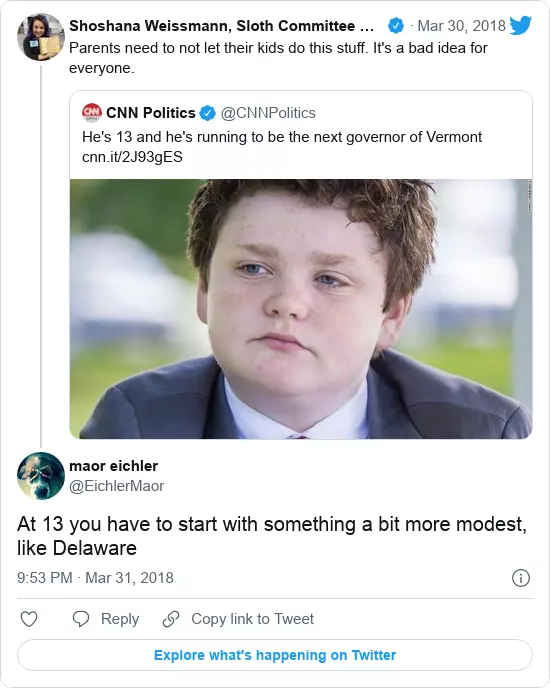 Shoshana Weissmann, Sloth Committee ... · Mar 30, 2018
Parents need to not let their kids do this stuff. It's a bad idea for
everyone.
CNN
CNN Politics @CNNPolitics
He's 13 and he's running to be the next governor of Vermont
cnn.it/2J93gES
maor eichler
@EichlerMaor
At 13 you have to start with something a bit more modest,
like Delaware
9:53 PM · Mar 31, 2018
Reply Copy link to Tweet
Explore what's happening on Twitter